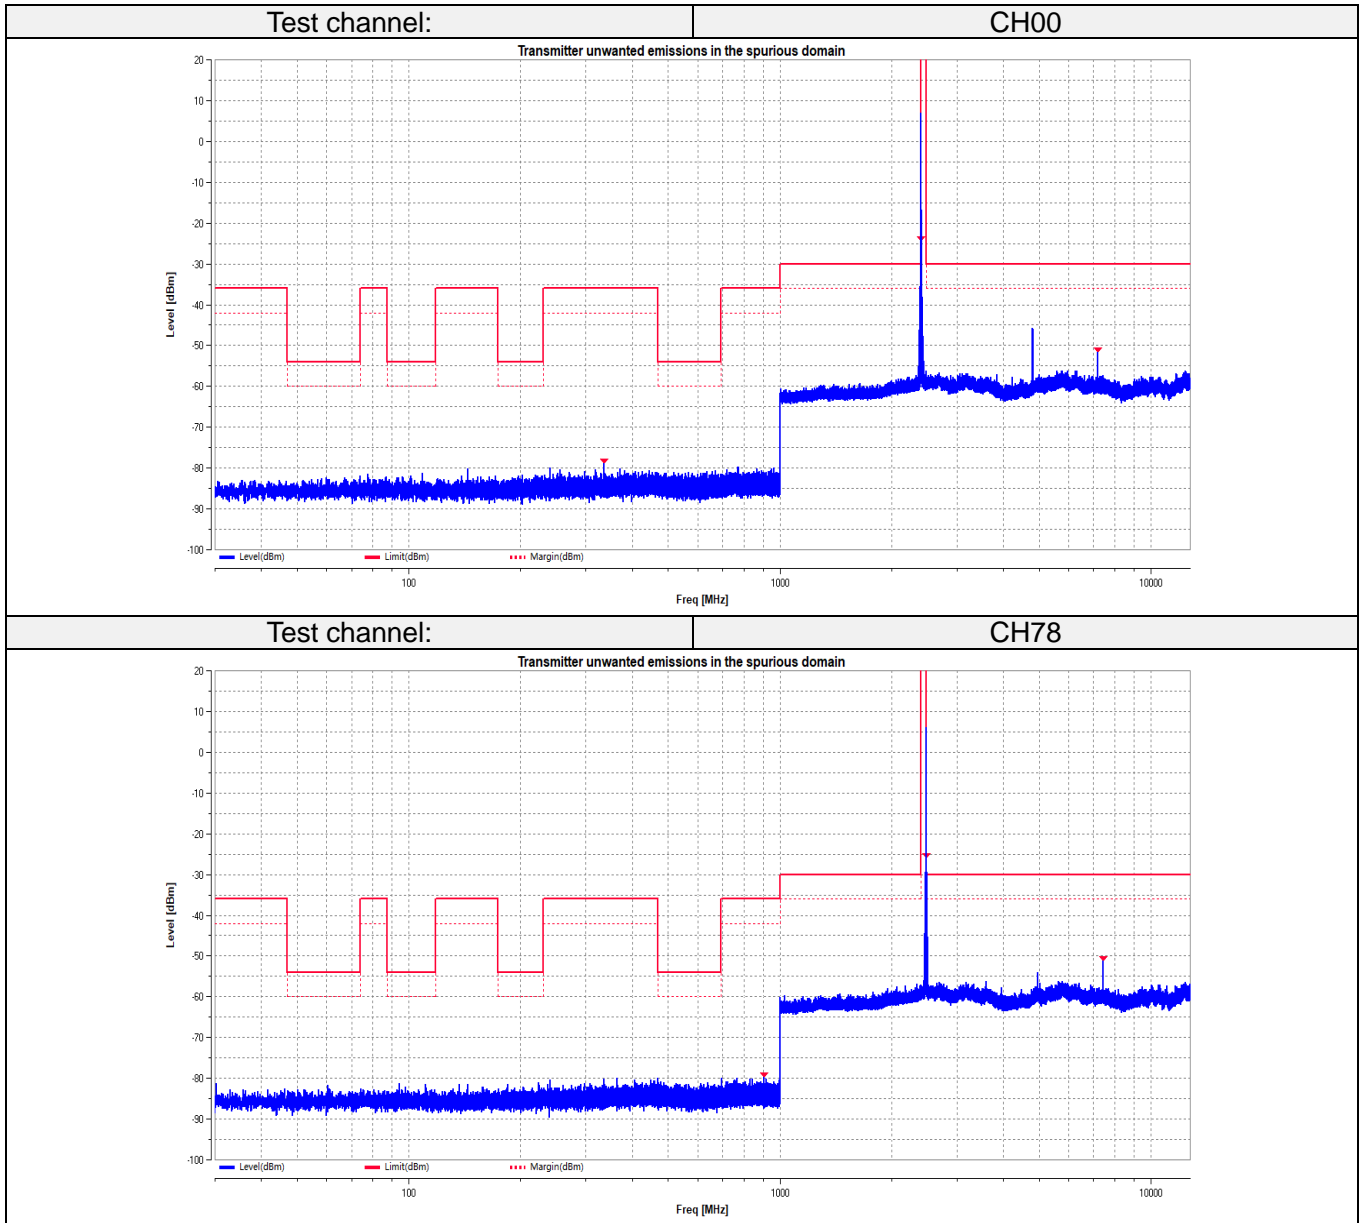 Test channel: CH00
Transmitter unwanted emissions in the spurious domain
20
10
0
-10
-20
-30
-40
-50
-60
-70
-80
-90
-100
Level [dBm]
Level(dBm) Limit(dBm) Margin(dBm)
100 1000 10000
Freq [MHz]
Test channel: CH78
Transmitter unwanted emissions in the spurious domain
20
10
0
-10
-20
-30
-40
-50
-60
-70
-80
-90
-100
Level [dBm]
Level(dBm) Limit(dBm) Margin(dBm)
100 1000 10000
Freq [MHz]